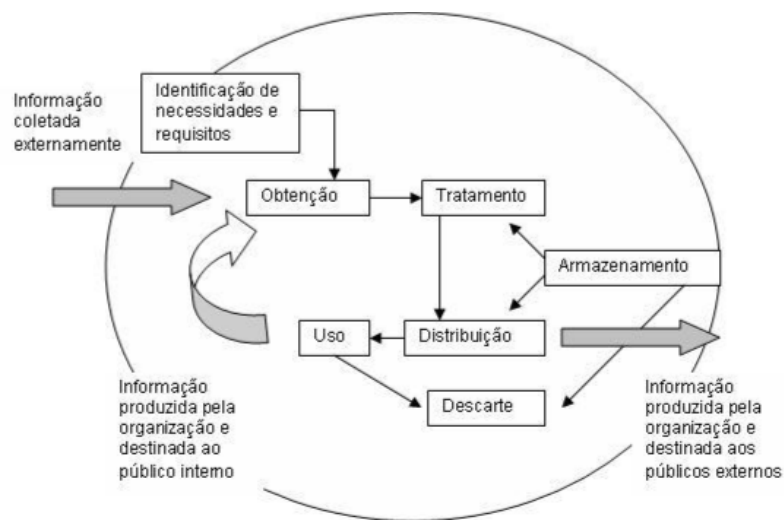 Informação
coletada
externamente
Identificação de
necessidades e
requisitos
Obtenção
Tratamento
Armazenamento
Uso
Distribuição
Descarte
Informação
produzida pela
organização e
destinada ao
público interno
Informação
produzida pela
organização e
destinada aos
públicos externos